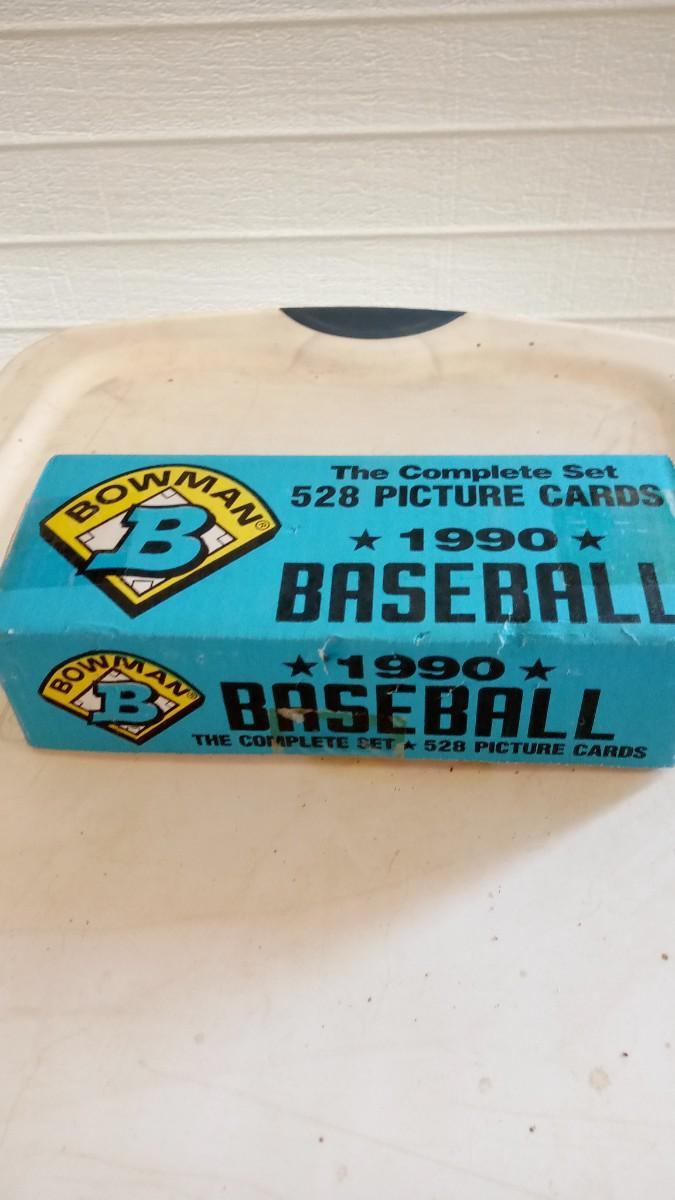 BOWMAN®
B
The Complete Set
528 PICTURE CARDS
★ 1990 ★
BASEBALL
BOWMAN®
B
★ 1990 ★
BASEBALL
THE COMPLETE SET ★ 528 PICTURE CARDS